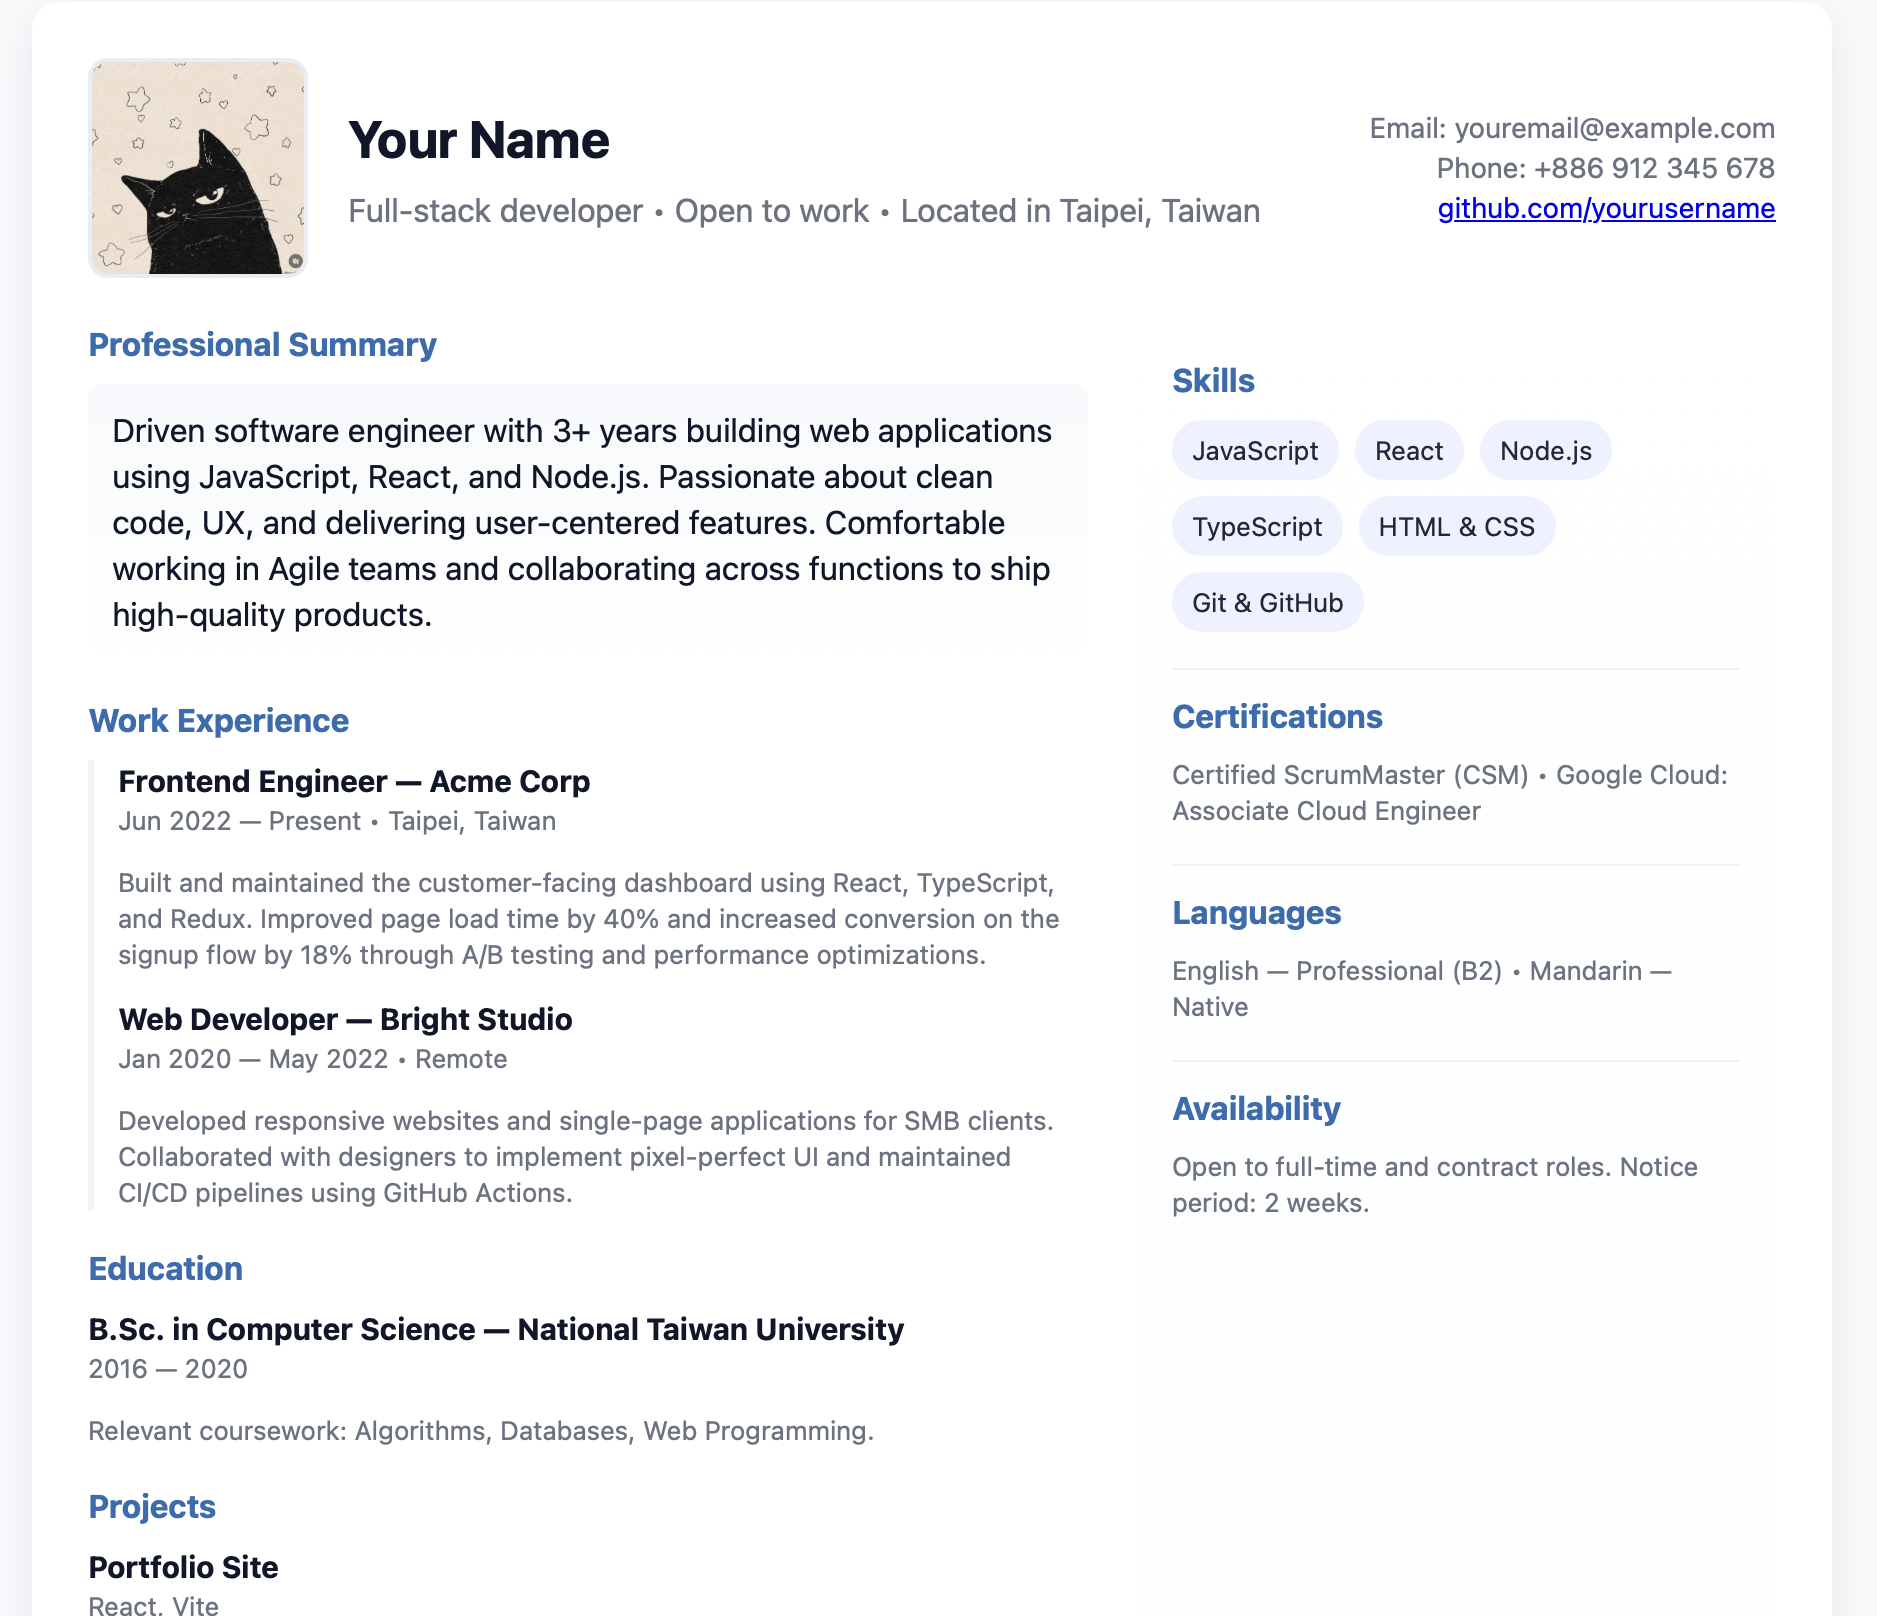 Your Name
Full-stack developer • Open to work • Located in Taipei, Taiwan
Email: youremail@example.com
Phone: +886 912 345 678
github.com/yourusername
Professional Summary
Driven software engineer with 3+ years building web applications
using JavaScript, React, and Node.js. Passionate about clean
code, UX, and delivering user-centered features. Comfortable
working in Agile teams and collaborating across functions to ship
high-quality products.
Work Experience
Frontend Engineer — Acme Corp
Jun 2022 — Present • Taipei, Taiwan
Built and maintained the customer-facing dashboard using React, TypeScript,
and Redux. Improved page load time by 40% and increased conversion on the
signup flow by 18% through A/B testing and performance optimizations.
Web Developer — Bright Studio
Jan 2020 — May 2022 • Remote
Developed responsive websites and single-page applications for SMB clients.
Collaborated with designers to implement pixel-perfect UI and maintained
CI/CD pipelines using GitHub Actions.
Education
B.Sc. in Computer Science — National Taiwan University
2016 — 2020
Relevant coursework: Algorithms, Databases, Web Programming.
Projects
Portfolio Site
React, Vite
Skills
JavaScript
React
Node.js
TypeScript
HTML & CSS
Git & GitHub
Certifications
Certified ScrumMaster (CSM) • Google Cloud:
Associate Cloud Engineer
Languages
English — Professional (B2) • Mandarin —
Native
Availability
Open to full-time and contract roles. Notice
period: 2 weeks.